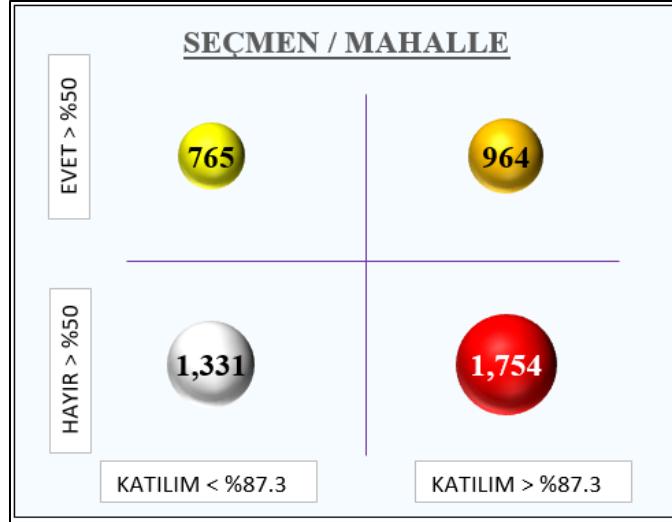 SEÇMEN / MAHALLE
EVET > %50
765
964
HAYIR > %50
1,331
1,754
KATILIM < %87.3
KATILIM > %87.3